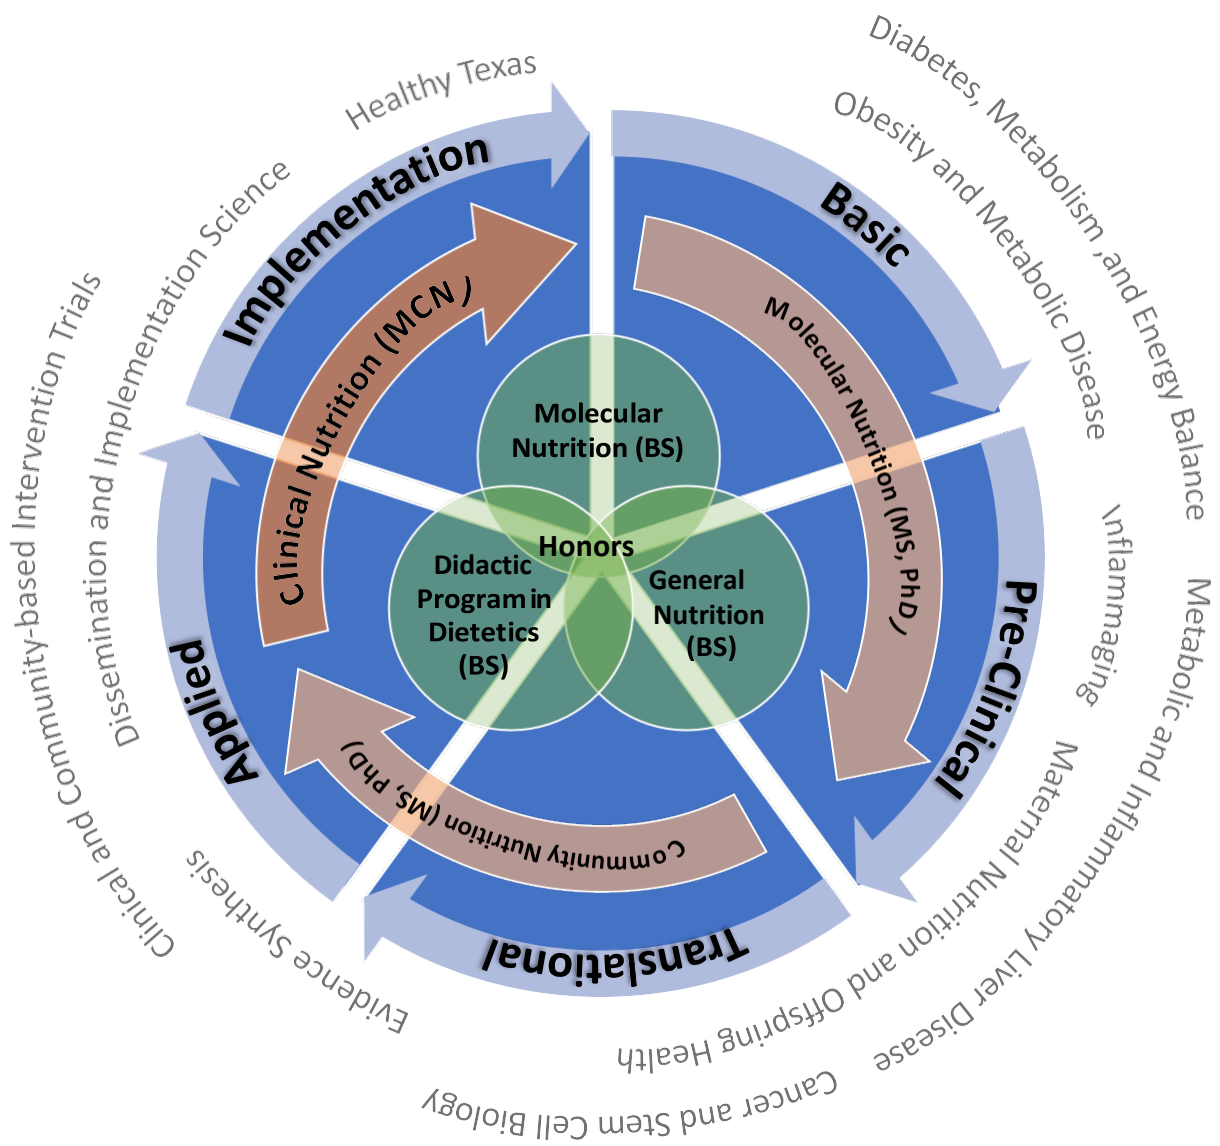 Healthy Texas
Diabetes, Metabolism ,and Energy Balance
Obesity and Metabolic Disease
Implementation
Basic
Dissemination and Implementation Science
Clinical and Community-based Intervention Trials
Clinical Nutrition (MCN)
Molecular Nutrition (MS, PhD)
Molecular
Nutrition (BS)
Honors
Didactic
Program in
Dietetics
(BS)
General
Nutrition
(BS)
Inflammaging
Pre-Clinical
Applied
Metabolic and Inflammatory Liver Disease
Maternal Nutrition and Offspring Health
Community Nutrition (MS, PhD)
Translational
Evidence Synthesis
Cancer and Stem Cell Biology